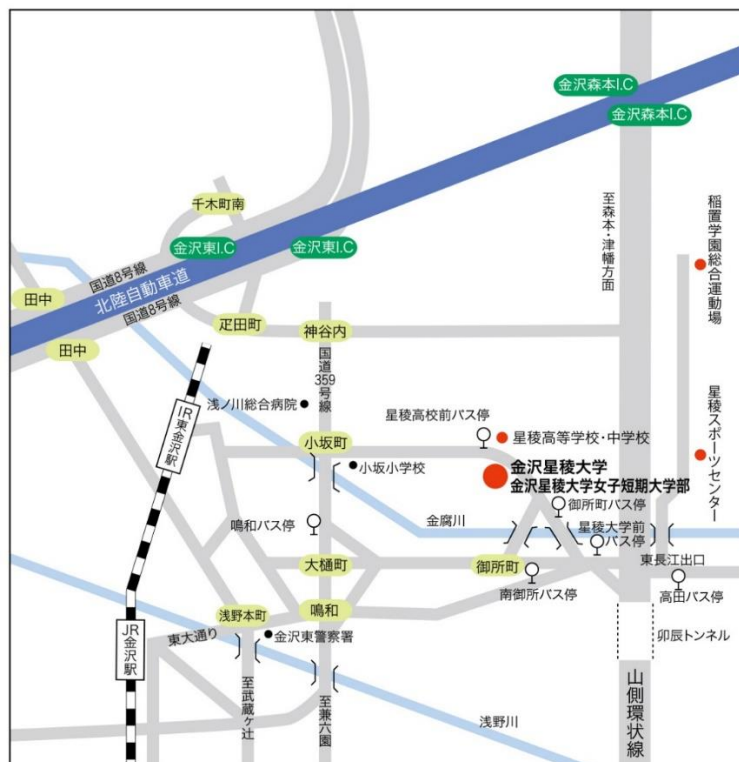 金沢森本I.C
金沢森本I.C
千木町南
至森本・津幡方面
稲置学園総合運動場
金沢東I.C
金沢東I.C
国道8号線
北陸自動車道
国道8号線
田中
田中
疋田町
神谷内
国道
359
号線
IR
東金沢駅
浅ノ川総合病院
星稜高校前バス停
小坂町
星稜高等学校・中学校
星稜スポーツセンター
小坂小学校
金沢星稜大学
金沢星稜大学女子短期大学部
御所町バス停
鳴和バス停
金腐川
星稜大学前
バス停
大樋町
御所町
東長江出口
南御所バス停
高田バス停
浅野本町
鳴和
東大通り
金沢東警察署
卯辰トンネル
JR
金沢駅
至武蔵ヶ辻
至兼六園
浅野川
山側環状線